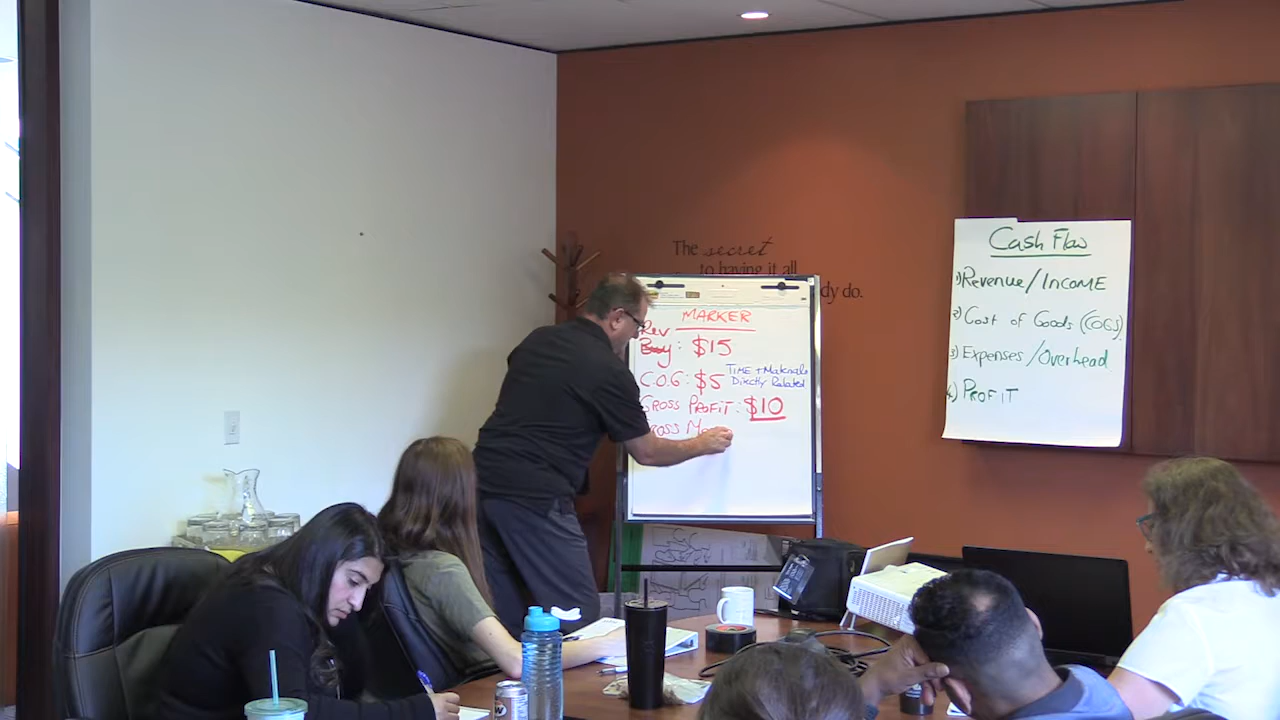 The secret
to having it all
dy do.
MARKER
Rev
Buy: $15
C.O.G: $5 TIME + Materials
Directly Related
GROSS PROFIT: $10
Cash Flow
1) Revenue/INCOME
2) Cost of Goods (COGS)
3) Expenses/Overhead
4) PROFIT